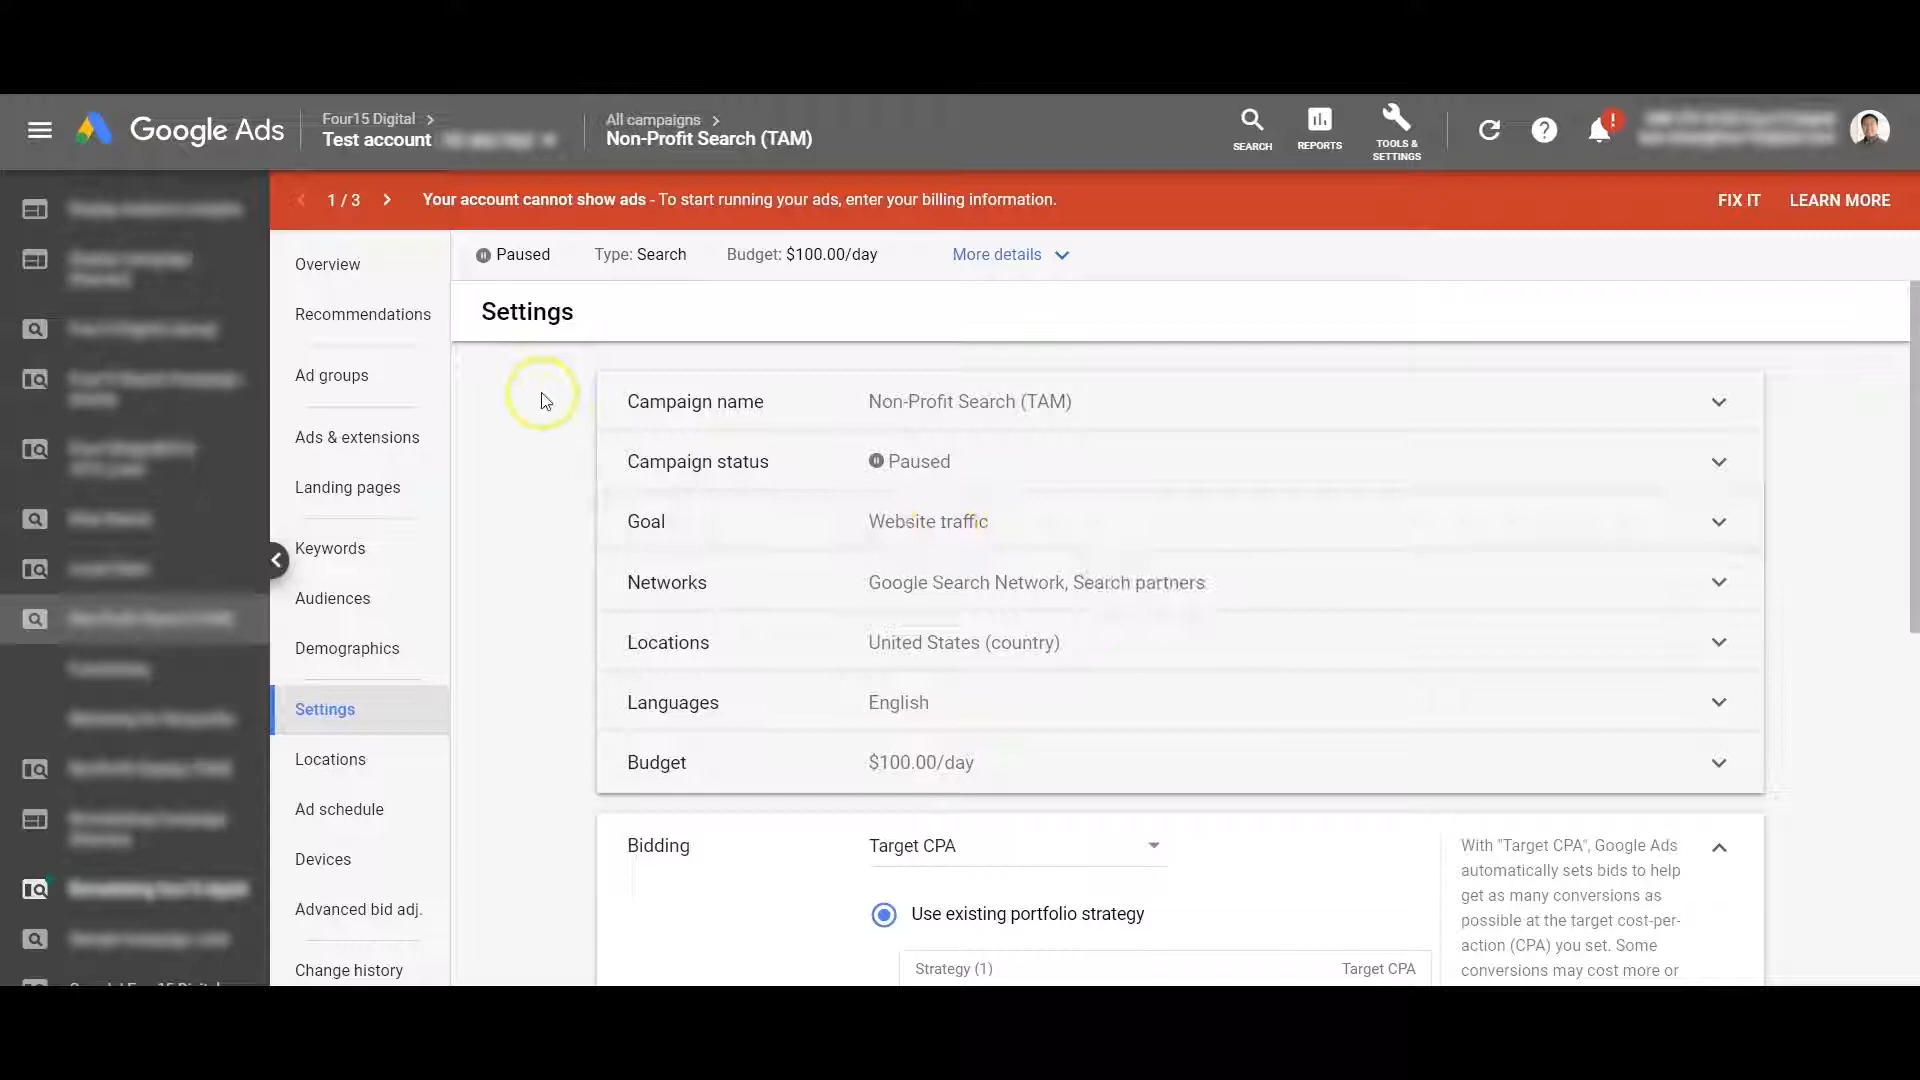 Google Ads
Four15 Digital
Test account
All campaigns
Non-Profit Search (TAM)
SEARCH
REPORTS
TOOLS &
SETTINGS
1 / 3
Your account cannot show ads - To start running your ads, enter your billing information.
FIX IT
LEARN MORE
Paused
Type: Search
Budget: $100.00/day
More details
Settings
Overview
Recommendations
Ad groups
Ads & extensions
Landing pages
Keywords
Audiences
Demographics
Settings
Locations
Ad schedule
Devices
Advanced bid adj.
Change history
Campaign name
Non-Profit Search (TAM)
Campaign status
Paused
Goal
Website traffic
Networks
Google Search Network, Search partners
Locations
United States (country)
Languages
English
Budget
$100.00/day
Bidding
Target CPA
Use existing portfolio strategy
Strategy (1)
Target CPA
With "Target CPA", Google Ads
automatically sets bids to help
get as many conversions as
possible at the target cost-per-
action (CPA) you set. Some
conversions may cost more or